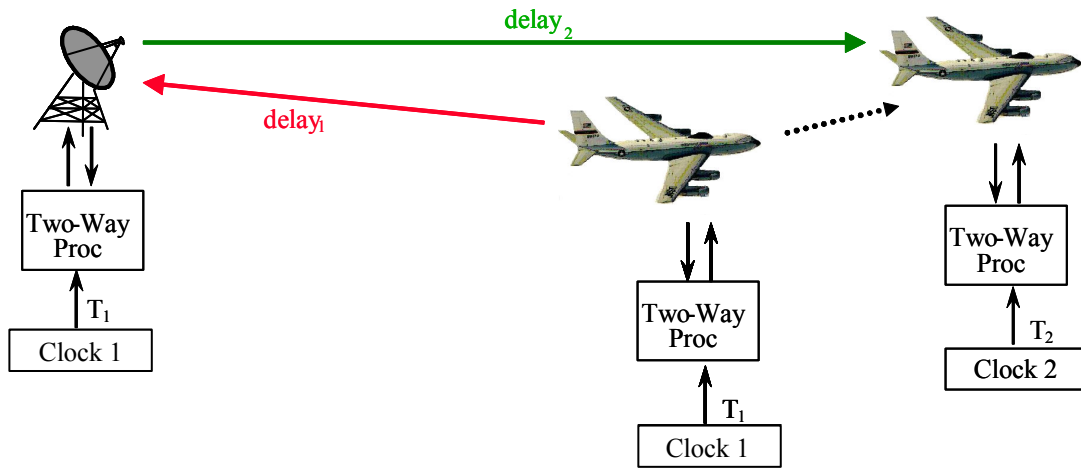 delay2
delay1
Two-Way
Proc
T1
Clock 1
Two-Way
Proc
T1
Clock 1
Two-Way
Proc
T2
Clock 2